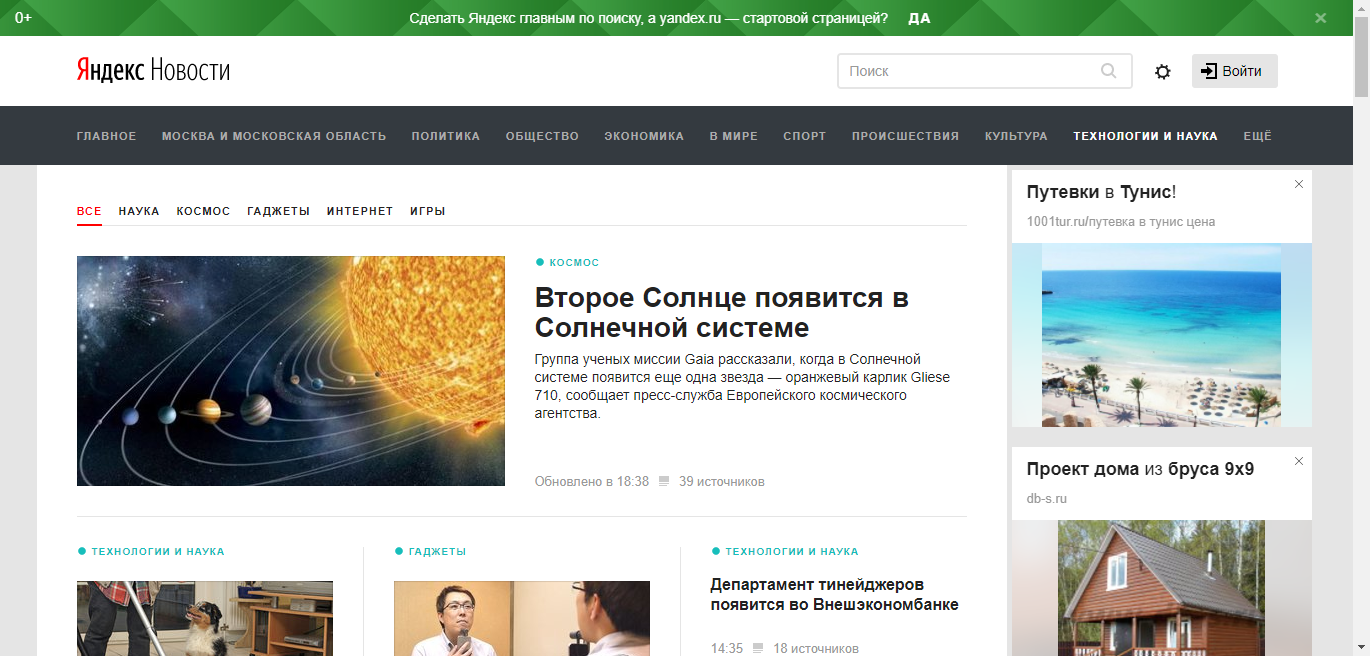 0+
Сделать Яндекс главным по поиску, а yandex.ru — стартовой страницей? ДА
Яндекс Новости
Поиск
Войти
ГЛАВНОЕ МОСКВА И МОСКОВСКАЯ ОБЛАСТЬ ПОЛИТИКА ОБЩЕСТВО ЭКОНОМИКА В МИРЕ СПОРТ ПРОИСШЕСТВИЯ КУЛЬТУРА ТЕХНОЛОГИИ И НАУКА ЕЩЁ
ВСЕ НАУКА КОСМОС ГАДЖЕТЫ ИНТЕРНЕТ ИГРЫ
КОСМОС
Второе Солнце появится в
Солнечной системе
Группа ученых миссии Gaia рассказали, когда в Солнечной
системе появится еще одна звезда — оранжевый карлик Gliese
710, сообщает пресс-служба Европейского космического
агентства.
Обновлено в 18:38 39 источников
ТЕХНОЛОГИИ И НАУКА
ГАДЖЕТЫ
ТЕХНОЛОГИИ И НАУКА
Департамент тинейджеров
появится во Внешэкономбанке
14:35 18 источников
Путевки в Тунис!
1001tur.ru/путевка в тунис цена
Проект дома из бруса 9х9
db-s.ru